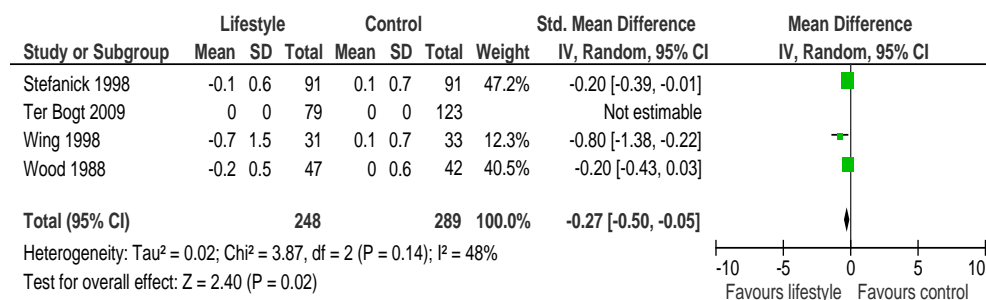 Lifestyle Control Std. Mean Difference Mean Difference
Study or Subgroup Mean SD Total Mean SD Total Weight IV, Random, 95% CI IV, Random, 95% CI
Stefanick 1998 -0.1 0.6 91 0.1 0.7 91 47.2% -0.20 [-0.39, -0.01]
Ter Bogt 2009 0 0 79 0 0 123 Not estimable
Wing 1998 -0.7 1.5 31 0.1 0.7 33 12.3% -0.80 [-1.38, -0.22]
Wood 1988 -0.2 0.5 47 0 0.6 42 40.5% -0.20 [-0.43, 0.03]
Total (95% CI) 248 289 100.0% -0.27 [-0.50, -0.05]
Heterogeneity: Tau² = 0.02; Chi² = 3.87, df = 2 (P = 0.14); I² = 48%
Test for overall effect: Z = 2.40 (P = 0.02)
-10 -5 0 5 10
Favours lifestyle Favours control